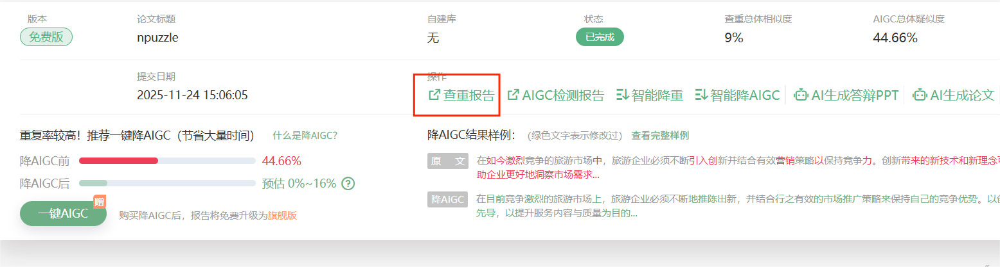 版本 论文标题 自建库 状态 查重总体相似度 AIGC总体疑似度
免费版 npuzzle 无 已完成 9% 44.66%
提交日期 操作
2025-11-24 15:06:05 查重报告 AIGC检测报告 智能降重 智能降AIGC AI生成答辩PPT AI生成论文
重复率较高！推荐一键降AIGC（节省大量时间） 什么是降AIGC?
降AIGC前 44.66%
降AIGC后 预估 0%~16% ?
一键AIGC 赠 购买降AIGC后，报告将免费升级为旗舰版
降AIGC结果样例： （绿色文字表示修改过） 查看完整样例
原 文 在如今激烈竞争的旅游市场中，旅游企业必须不断引入创新并结合有效营销策略以保持竞争力。创新带来的新技术和新理念
助企业更好地洞察市场需求...
降AIGC 在目前竞争激烈的旅游市场上，旅游企业必须不断地推陈出新，并结合行之有效的市场推广策略来保持自己的竞争优势。以
先导，以提升服务内容与质量为目的...